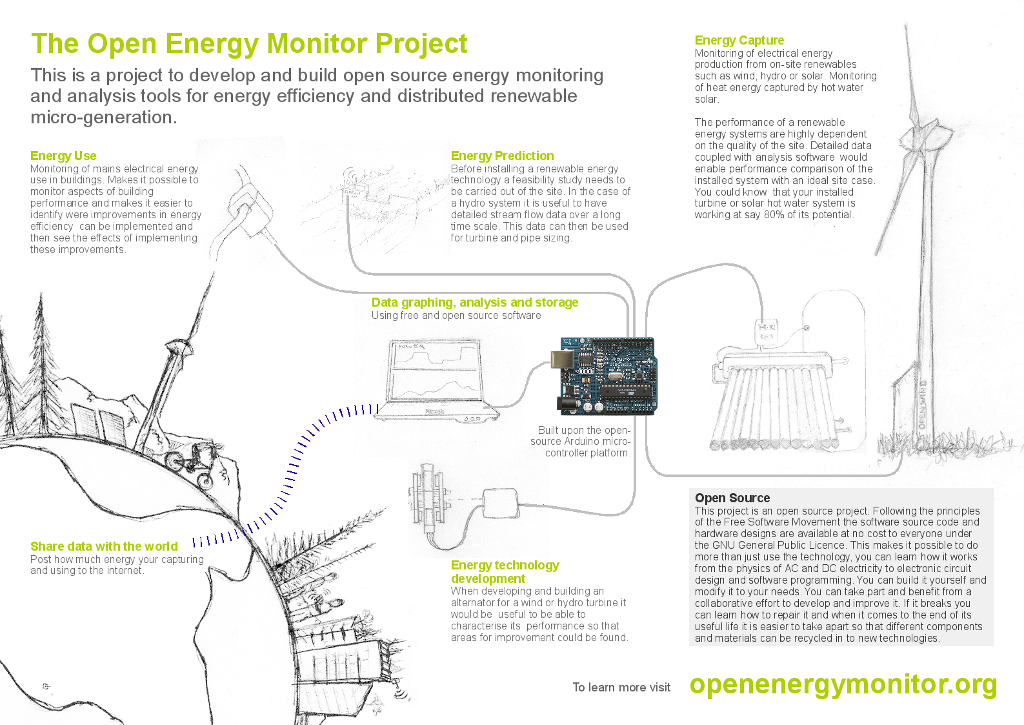 The Open Energy Monitor Project
This is a project to develop and build open source energy monitoring
and analysis tools for energy efficiency and distributed renewable
micro-generation.
Energy Use
Monitoring of mains electrical energy
use in buildings. Makes it possible to
monitor aspects of building
performance and makes it easier to
identify were improvements in energy
efficiency can be implemented and
then see the effects of implementing
these improvements.
Energy Prediction
Before installing a renewable energy
technology a feasibility study needs to
be carried out of the site. In the case of
a hydro system it is useful to have
detailed stream flow data over a long
time scale. This data can then be used
for turbine and pipe sizing.
Energy Capture
Monitoring of electrical energy
production from on-site renewables
such as wind, hydro or solar. Monitoring
of heat energy captured by hot water
solar.
The performance of a renewable
energy systems are highly dependent
on the quality of the site. Detailed data
coupled with analysis software would
enable performance comparison of the
installed system with an ideal site case.
You could know that your installed
turbine or solar hot water system is
working at say 80% of its potential.
Data graphing, analysis and storage
Using free and open source software
Built upon the open-
source Arduino micro-
controller platform
Share data with the world
Post how much energy your capturing
and using to the internet.
Energy technology
development
When developing and building an
alternator for a wind or hydro turbine it
would be useful to be able to
characterise its performance so that
areas for improvement could be found.
Open Source
This project is an open source project. Following the principles
of the Free Software Movement the software source code and
hardware designs are available at no cost to everyone under
the GNU General Public Licence. This makes it possible to do
more than just use the technology, you can learn how it works
from the physics of AC and DC electricity to electronic circuit
design and software programming. You can build it yourself and
modify it to your needs. You can take part and benefit from a
collaborative effort to develop and improve it. If it breaks you
can learn how to repair it and when it comes to the end of its
useful life it is easier to take apart so that different components
and materials can be recycled in to new technologies.
To learn more visit
openenergymonitor.org